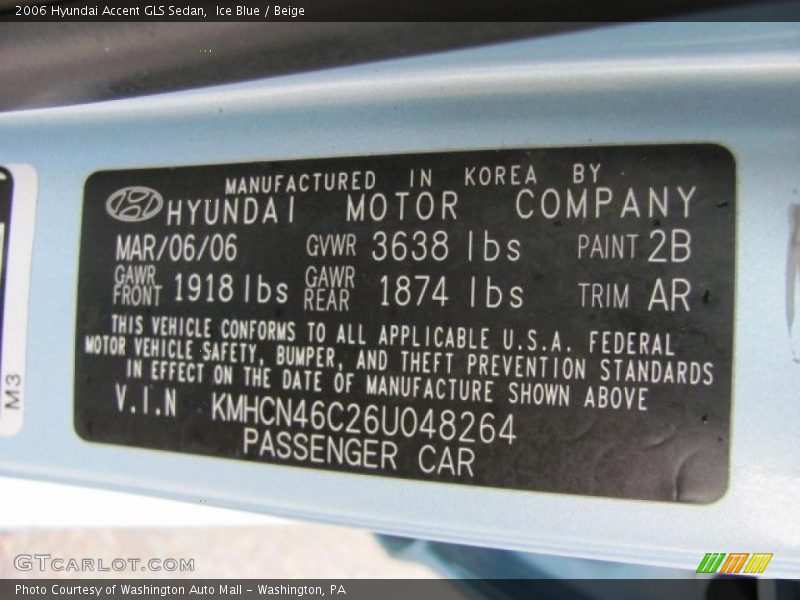 2006 Hyundai Accent GLS Sedan,  Ice Blue / Beige
MANUFACTURED IN KOREA BY
HYUNDAI MOTOR COMPANY
MAR/06/06 GVWR 3638 lbs PAINT 2B
GAWR FRONT 1918 lbs GAWR REAR 1874 lbs TRIM AR
THIS VEHICLE CONFORMS TO ALL APPLICABLE U.S.A. FEDERAL
MOTOR VEHICLE SAFETY, BUMPER, AND THEFT PREVENTION STANDARDS
IN EFFECT ON THE DATE OF MANUFACTURE SHOWN ABOVE
V.I.N KMHCN46C26U048264
PASSENGER CAR
M3
GTCARLOT.COM
Photo Courtesy of Washington Auto Mall - Washington, PA